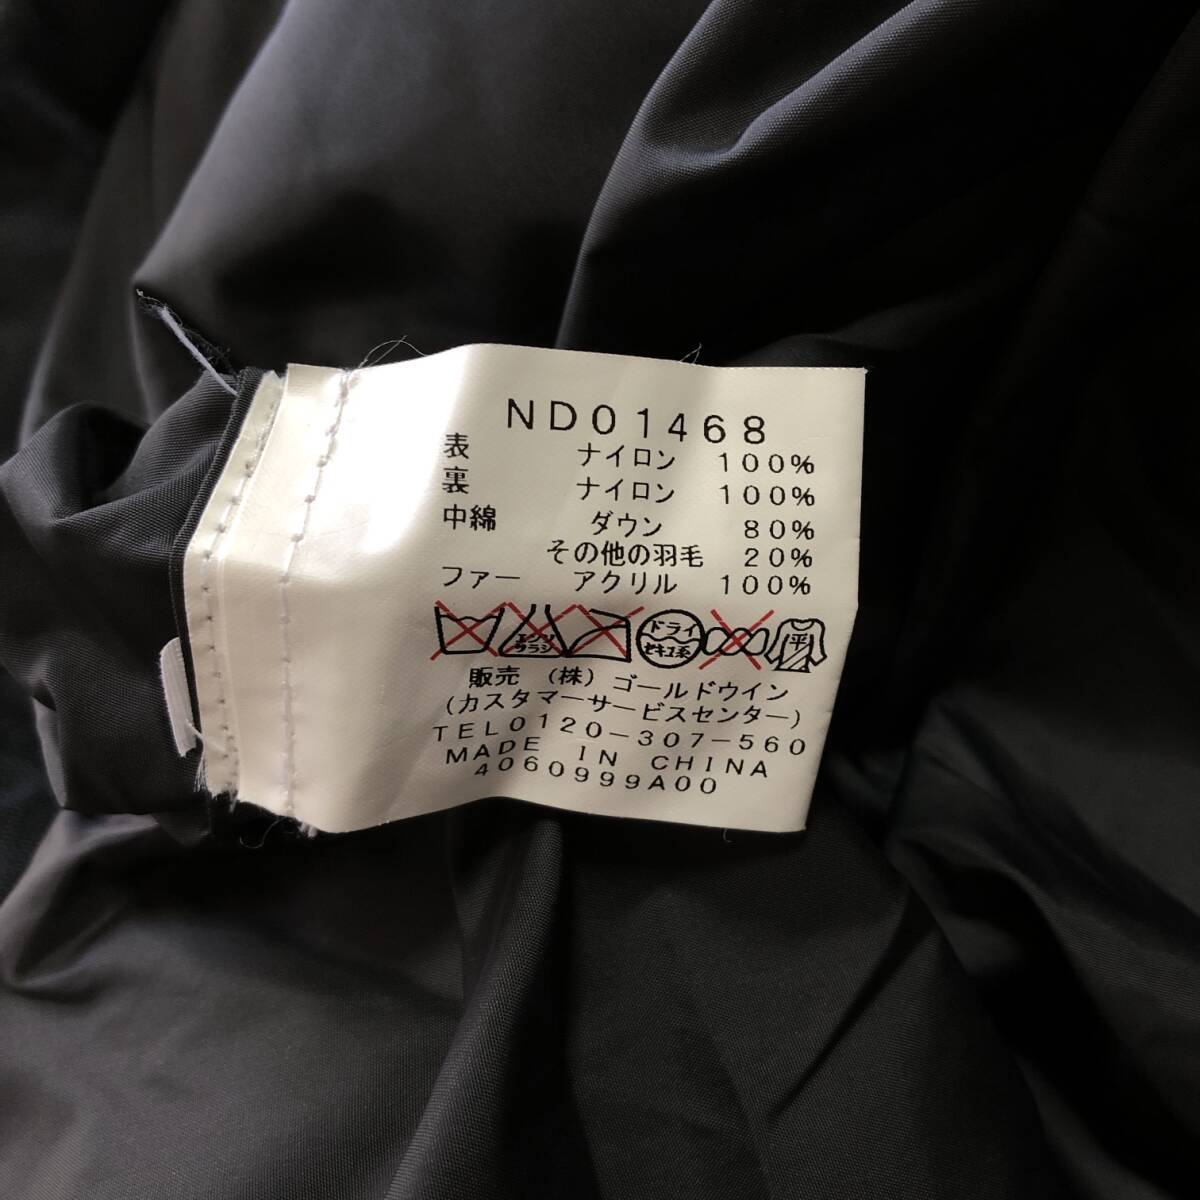 ND01468
表 ナイロン 100%
裏 ナイロン 100%
中綿 ダウン 80%
その他の羽毛 20%
ファー アクリル 100%
エンソ
サラシ
ドライ
セキユ系
平
販売 (株) ゴールドウイン
(カスタマーサービスセンター)
TEL0120-307-560
MADE IN CHINA
4060999A00